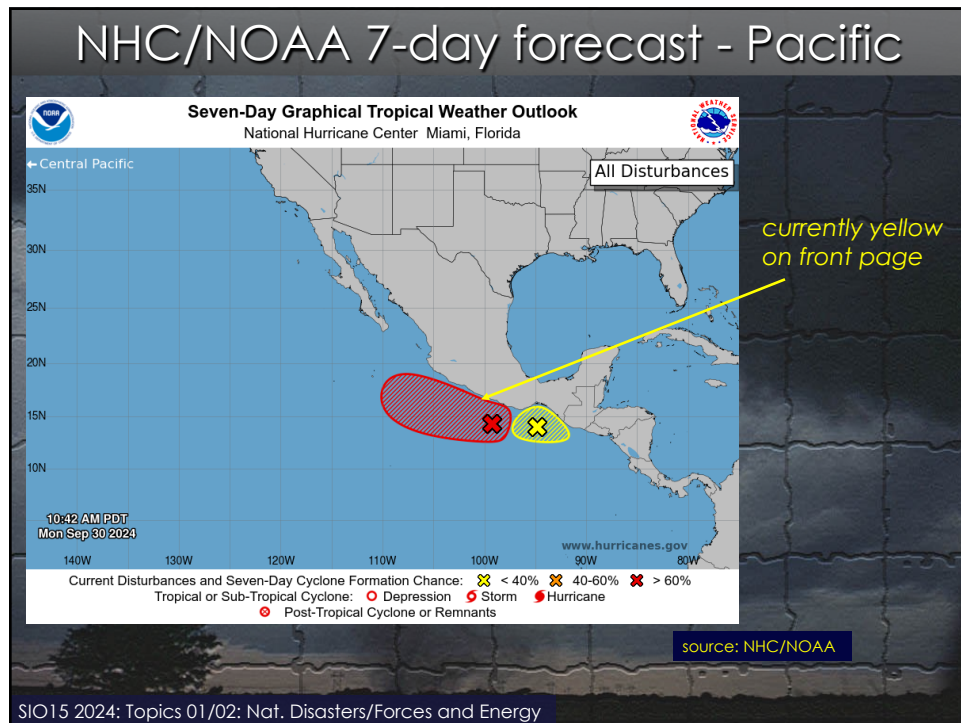 NHC/NOAA 7-day forecast - Pacific
NOAA
Seven-Day Graphical Tropical Weather Outlook
National Hurricane Center Miami, Florida
← Central Pacific
All Disturbances
35N
30N
25N
20N
15N
10N
currently yellow
on front page
10:42 AM PDT
Mon Sep 30 2024
www.hurricanes.gov
140W 130W 120W 110W 100W 90W 80W
Current Disturbances and Seven-Day Cyclone Formation Chance: < 40% 40-60% > 60%
Tropical or Sub-Tropical Cyclone: Depression Storm Hurricane
Post-Tropical Cyclone or Remnants
source: NHC/NOAA
SIO15 2024: Topics 01/02: Nat. Disasters/Forces and Energy